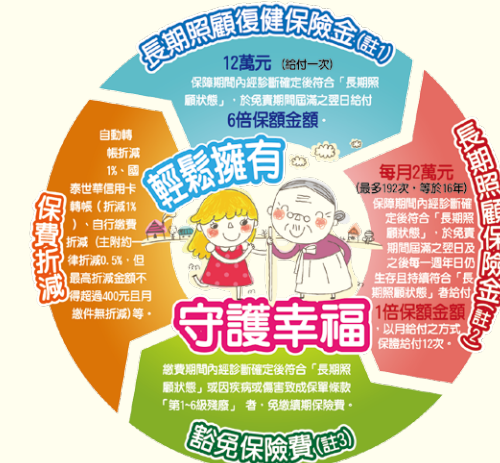 長期照顧復健保險金(註1)
12萬元 (給付一次)
保障期間內經診斷確定後符合「長期照
顧狀態」，於免責期間屆滿之翌日給付
6倍保額金額。
長期照顧保險金(註2)
每月2萬元
(最多192次，等於16年)
保障期間內經診斷確
定後符合「長期照
顧狀態」，於免責
期間屆滿之翌日及
之後每一週年日仍
生存且持續符合「長
期照顧狀態」者給付
1倍保額金額
，以月給付之方式
保證給付12次。
豁免保險費(註3)
繳費期間內經診斷確定後符合「長期照
顧狀態」或因疾病或傷害致成保單條款
「第1~6級殘廢」 者，免繳續期保險費。
保費折減
自動轉
帳折減
1%、國
泰世華信用卡
轉帳（折減1%
）、自行繳費
折減（主附約一
律折減0.5%，但
最高折減金額不
得超過400元且月
繳件無折減)等。
輕鬆擁有
守護幸福